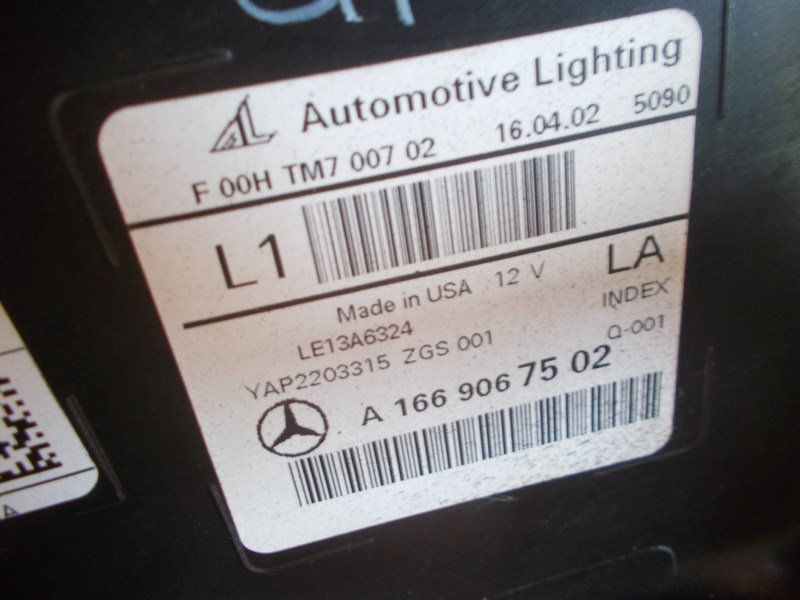 AL Automotive Lighting
F 00H TM7 007 02 16.04.02 5090
L1
LA
Made in USA 12 V
INDEX
LE13A6324
Q-001
YAP2203315 ZGS 001
A 166 906 75 02
A